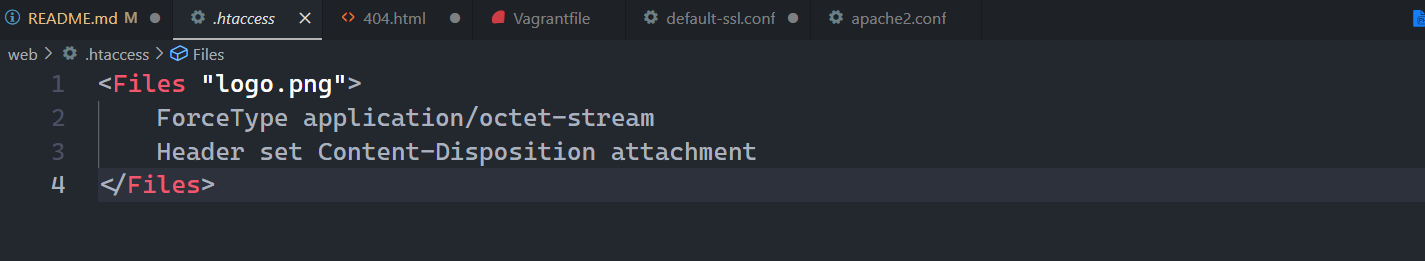 README.md M
.htaccess
404.html
Vagrantfile
default-ssl.conf
apache2.conf
web > .htaccess > Files
1 <Files "logo.png">
2 ForceType application/octet-stream
3 Header set Content-Disposition attachment
4 </Files>